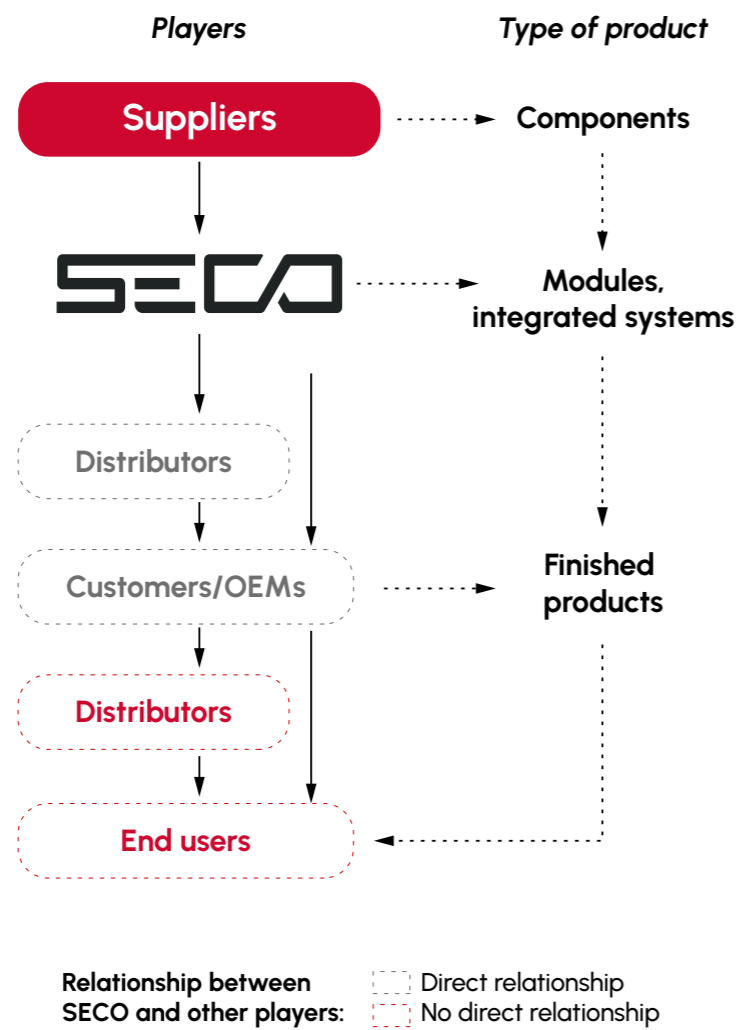 Players
Type of product
Suppliers
Components
SECO
Modules,
integrated systems
Distributors
Customers/OEMs
Finished
products
Distributors
End users
Relationship between
SECO and other players:
Direct relationship
No direct relationship